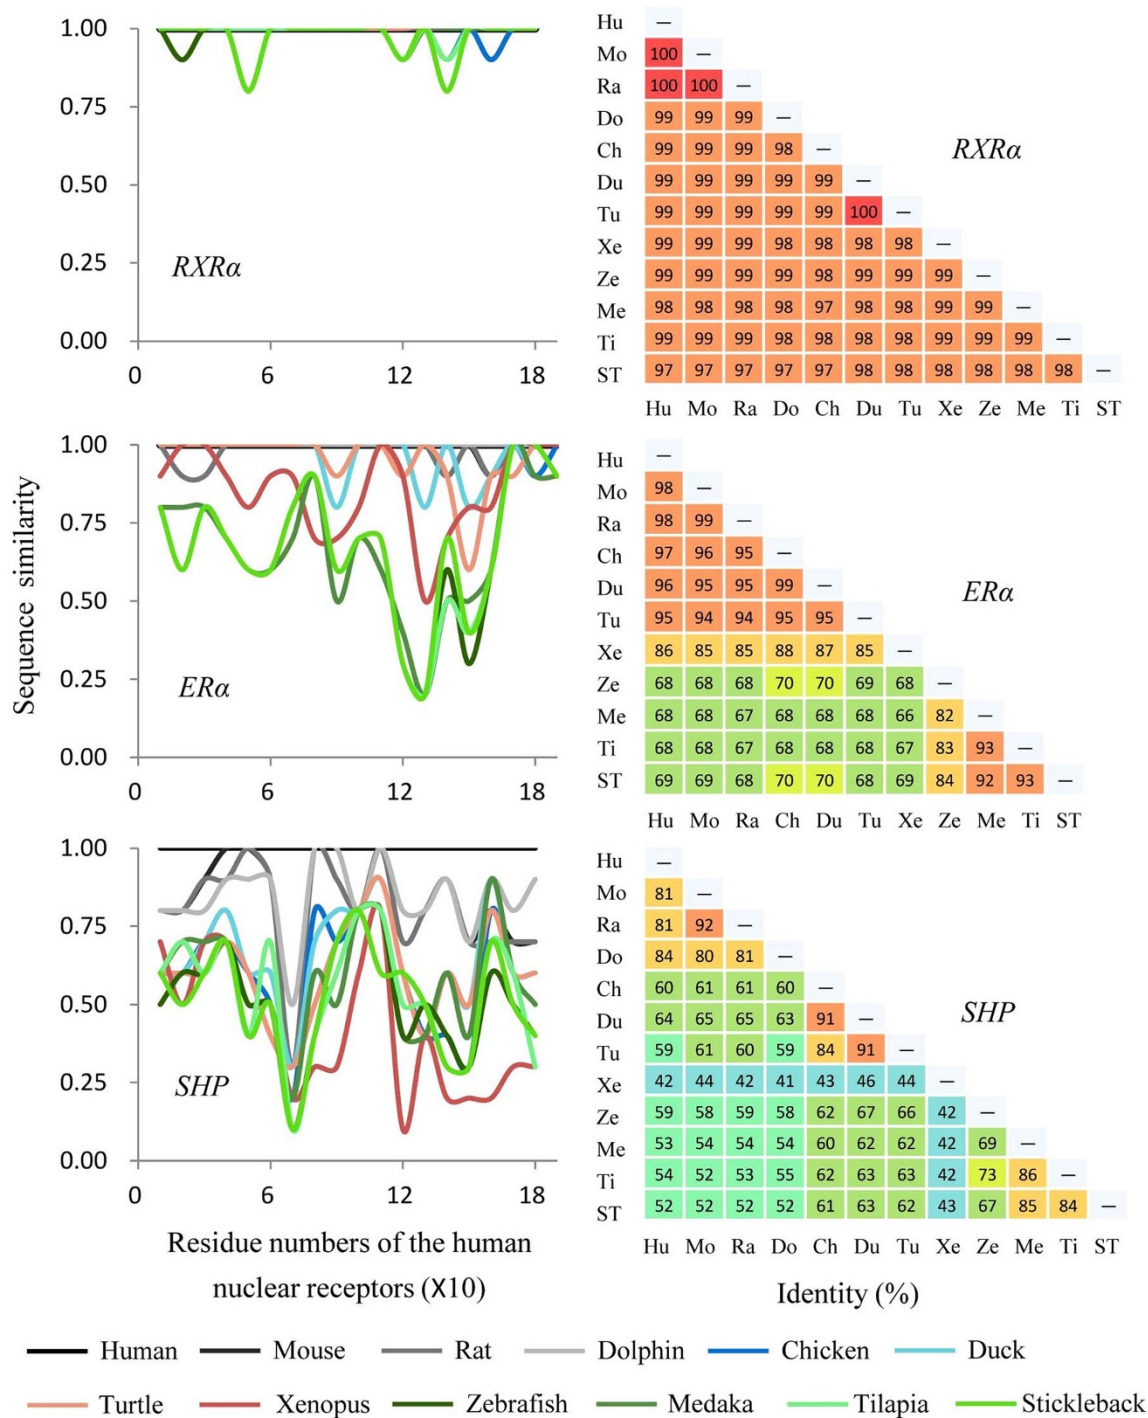 1.00
0.75
0.50
0.25
0.00
0 6 12 18
RXRα
Hu —
Mo 100 —
Ra 100 100 —
Do 99 99 99 —
Ch 99 99 99 98 —
Du 99 99 99 99 99 —
Tu 99 99 99 99 99 100 —
Xe 99 99 99 98 98 98 98 —
Ze 99 99 99 99 98 99 99 99 —
Me 98 98 98 98 97 98 98 99 99 —
Ti 99 99 99 98 98 98 98 99 99 99 —
ST 97 97 97 97 97 98 98 98 98 98 98 —
Hu Mo Ra Do Ch Du Tu Xe Ze Me Ti ST
RXRα
Sequence similarity
1.00
0.75
0.50
0.25
0.00
0 6 12 18
ERα
Hu —
Mo 98 —
Ra 98 99 —
Ch 97 96 95 —
Du 96 95 95 99 —
Tu 95 94 94 95 95 —
Xe 86 85 85 88 87 85 —
Ze 68 68 68 70 70 69 68 —
Me 68 68 67 68 68 68 66 82 —
Ti 68 68 67 68 68 68 67 83 93 —
ST 69 69 68 70 70 68 69 84 92 93 —
Hu Mo Ra Ch Du Tu Xe Ze Me Ti ST
ERα
1.00
0.75
0.50
0.25
0.00
0 6 12 18
SHP
Residue numbers of the human
nuclear receptors (X10)
Hu —
Mo 81 —
Ra 81 92 —
Do 84 80 81 —
Ch 60 61 61 60 —
Du 64 65 65 63 91 —
Tu 59 61 60 59 84 91 —
Xe 42 44 42 41 43 46 44 —
Ze 59 58 59 58 62 67 66 42 —
Me 53 54 54 54 60 62 62 42 69 —
Ti 54 52 53 55 62 63 63 42 73 86 —
ST 52 52 52 52 61 63 62 43 67 85 84 —
Hu Mo Ra Do Ch Du Tu Xe Ze Me Ti ST
SHP
Identity (%)
Human Mouse Rat Dolphin Chicken Duck
Turtle Xenopus Zebrafish Medaka Tilapia Stickleback